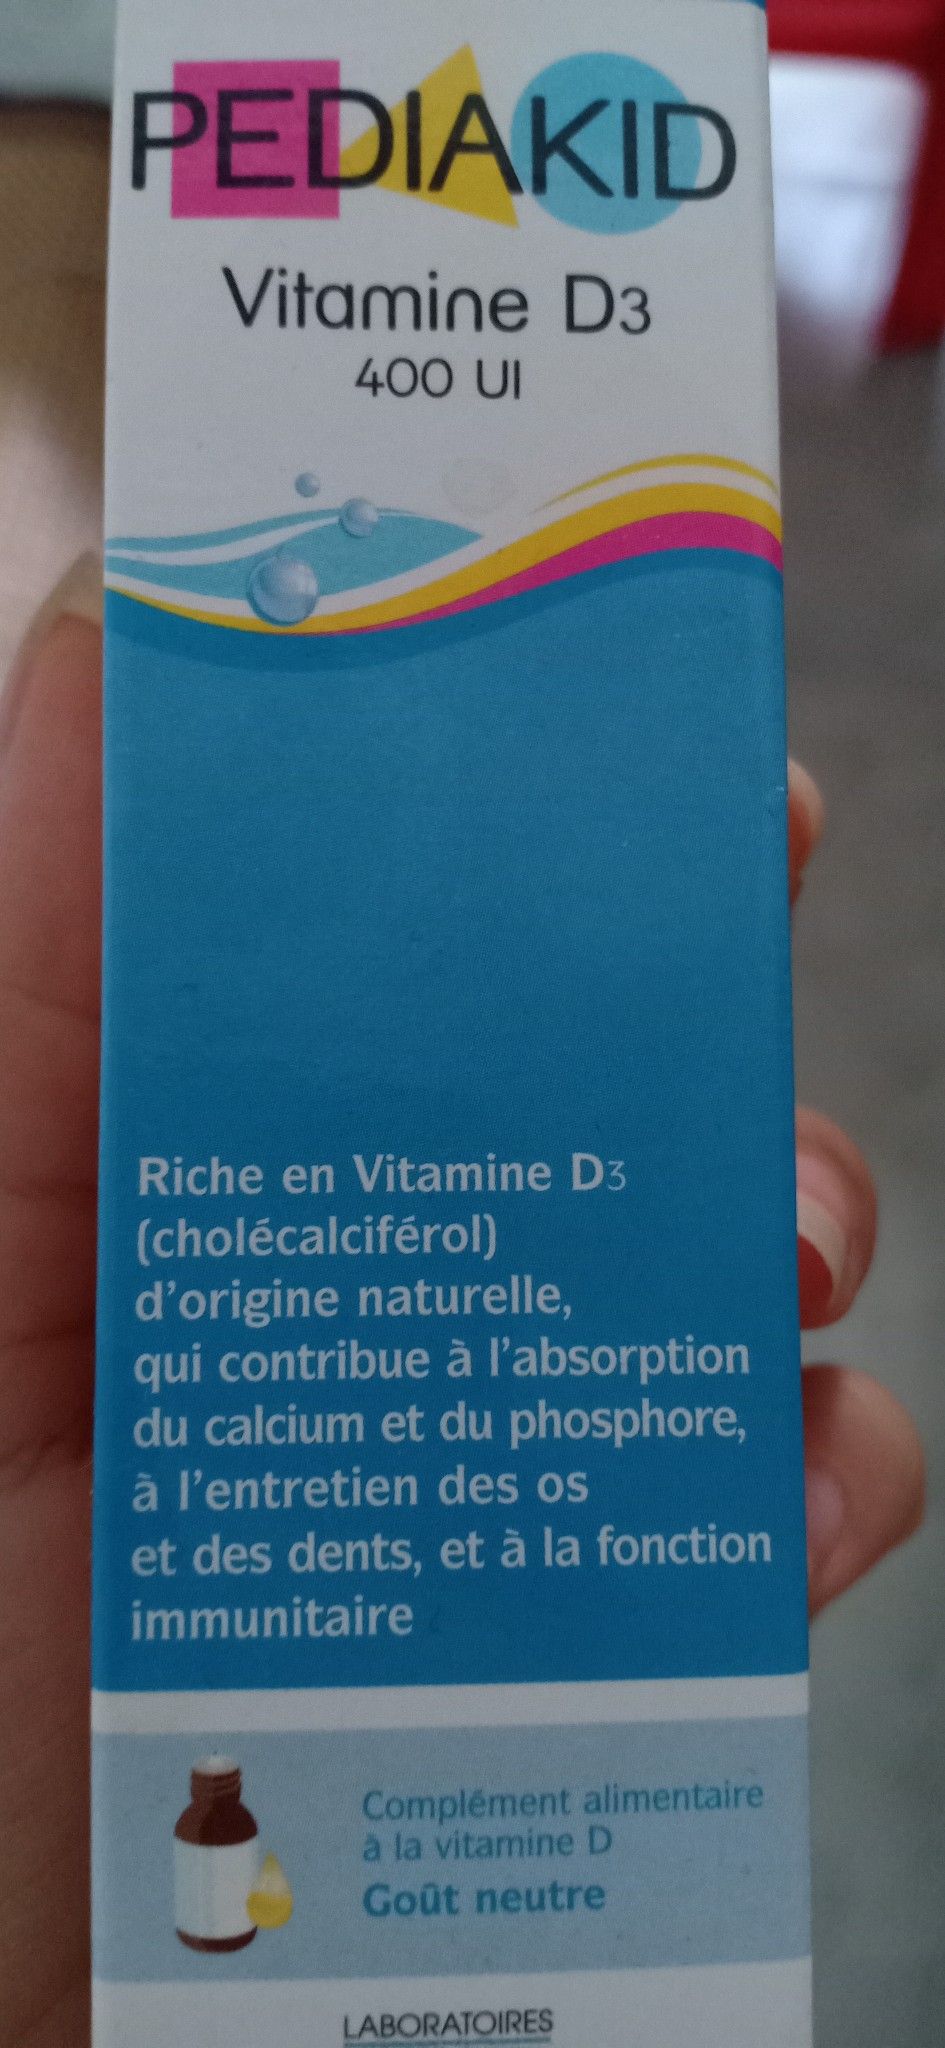 PEDIAKID
Vitamine D3
400 UI
Riche en Vitamine D3
(cholécalciférol)
d'origine naturelle,
qui contribue à l'absorption
du calcium et du phosphore,
à l'entretien des os
et des dents, et à la fonction
immunitaire
Complément alimentaire
à la vitamine D
Goût neutre
LABORATOIRES